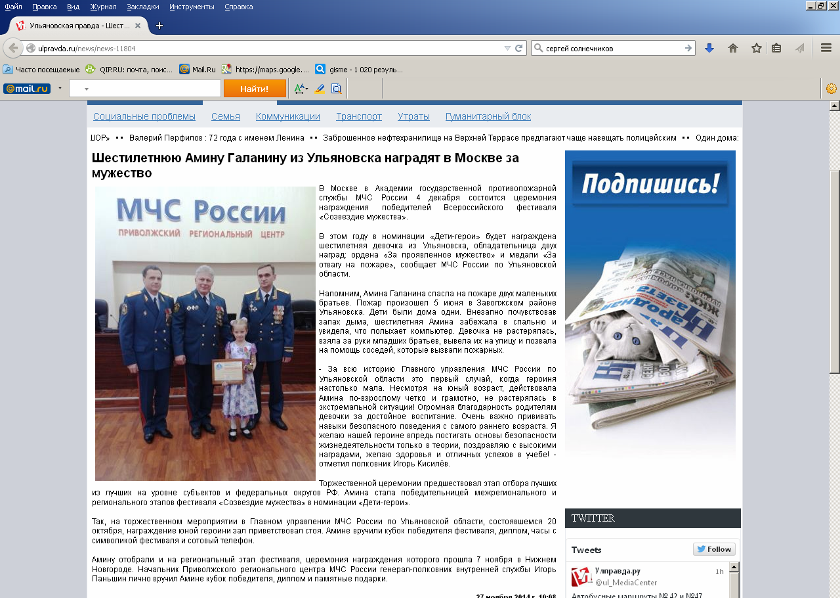 Файл Правка Вид Журнал Закладки Инструменты Справка
Ульяновская правда - Шест...
ulpravda.ru/news/news-11804
сергей солнечников
Часто посещаемые QIP.RU: почта, поис... Mail.Ru https://maps.google.... gisme - 1 020 резуль...
@mail.ru Найти!
Социальные проблемы Семья Коммуникации Транспорт Утраты Гуманитарный блок
ЦСР» •• Валерий Перфилов : 73 года с именем Ленина •• Заброшенное нефтехранилище на Верхней Террасе предлагают чаще навещать полицейским •• Один дома:
Шестилетнюю Амину Галанину из Ульяновска наградят в Москве за
мужество
МЧС России
ПРИВОЛЖСКИЙ РЕГИОНАЛЬНЫЙ ЦЕНТР
В Москве в Академии государственной противопожарной
службы МЧС России 4 декабря состоится церемония
награждения победителей Всероссийского фестиваля
«Созвездие мужества».
В этом году в номинации «Дети-герои» будет награждена
шестилетняя девочка из Ульяновска, обладательница двух
наград: ордена «За проявленное мужество» и медали «За
отвагу на пожаре», сообщает МЧС России по Ульяновской
области.
Напомним, Амина Галанина спасла на пожаре двух маленьких
братьев. Пожар произошел 5 июня в Заволжском районе
Ульяновска. Дети были дома одни. Внезапно почувствовав
запах дыма, шестилетняя Амина забежала в спальню и
увидела, что полыхает компьютер. Девочка не растерялась,
взяла за руки младших братьев, вывела их на улицу и позвала
на помощь соседей, которые вызвали пожарных.
- За всю историю Главного управления МЧС России по
Ульяновской области это первый случай, когда героиня
настолько мала. Несмотря на юный возраст, действовала
Амина по-взрослому четко и грамотно, не растерялась в
экстремальной ситуации! Огромная благодарность родителям
девочки за достойное воспитание. Очень важно прививать
навыки безопасного поведения с самого раннего возраста. Я
желаю нашей героине впредь постигать основы безопасности
жизнедеятельности только в теории, поздравляю с высокими
наградами, желаю здоровья и отличных успехов в учебе! -
отметил полковник Игорь Кисилёв.
Торжественной церемонии предшествовал этап отбора лучших
из лучших на уровне субъектов и федеральных округов РФ. Амина стала победительницей межрегионального и
регионального этапов фестиваля «Созвездие мужества» в номинации «Дети-герои».
Так, на торжественном мероприятии в Главном управлении МЧС России по Ульяновской области, состоявшемся 20
октября, награждение юной героини зал приветствовал стоя. Амине вручили кубок победителя фестиваля, диплом, часы с
символикой фестиваля и сотовый телефон.
Амину отобрали и на региональный этап фестиваля, церемония награждения которого прошла 7 ноября в Нижнем
Новгороде. Начальник Приволжского регионального центра МЧС России генерал-полковник внутренней службы Игорь
Паньшин лично вручил Амине кубок победителя, диплом и памятные подарки.
27 ноября 2014 г. 10:08
Подпишись!
Народная
газета
TWITTER
Tweets Follow
Улправда.ру 1h
@ul_MediaCenter
Автобусные маршруты № 42 и №47